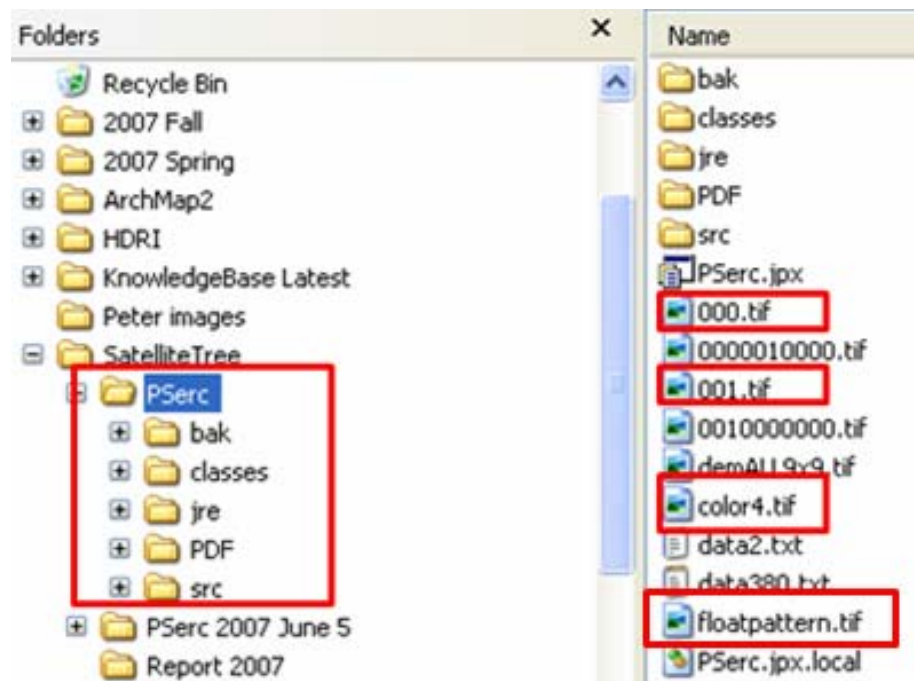 Folders
Recycle Bin
2007 Fall
2007 Spring
ArchMap2
HDRI
KnowledgeBase Latest
Peter images
SatelliteTree
PSerc
bak
classes
jre
PDF
src
PSerc 2007 June 5
Report 2007
Name
bak
classes
jre
PDF
src
PSerc.jpx
000.tif
0000010000.tif
001.tif
0010000000.tif
demALL9x9.tif
color4.tif
data2.txt
data380.txt
floatpattern.tif
PSerc.jpx.local